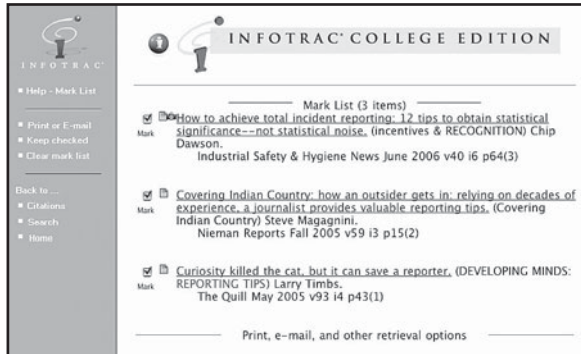 INFOTRAC®
Help - Mark List
Print or E-mail
Keep checked
Clear mark list
Back to ...
Citations
Search
Home
INFOTRAC® COLLEGE EDITION
Mark List (3 items)
Mark
How to achieve total incident reporting: 12 tips to obtain statistical
significance--not statistical noise. (incentives & RECOGNITION) Chip
Dawson.
Industrial Safety & Hygiene News June 2006 v40 i6 p64(3)
Mark
Covering Indian Country: how an outsider gets in: relying on decades of
experience, a journalist provides valuable reporting tips. (Covering
Indian Country) Steve Magagnini.
Nieman Reports Fall 2005 v59 i3 p15(2)
Mark
Curiosity killed the cat, but it can save a reporter. (DEVELOPING MINDS:
REPORTING TIPS) Larry Timbs.
The Quill May 2005 v93 i4 p43(1)
Print, e-mail, and other retrieval options